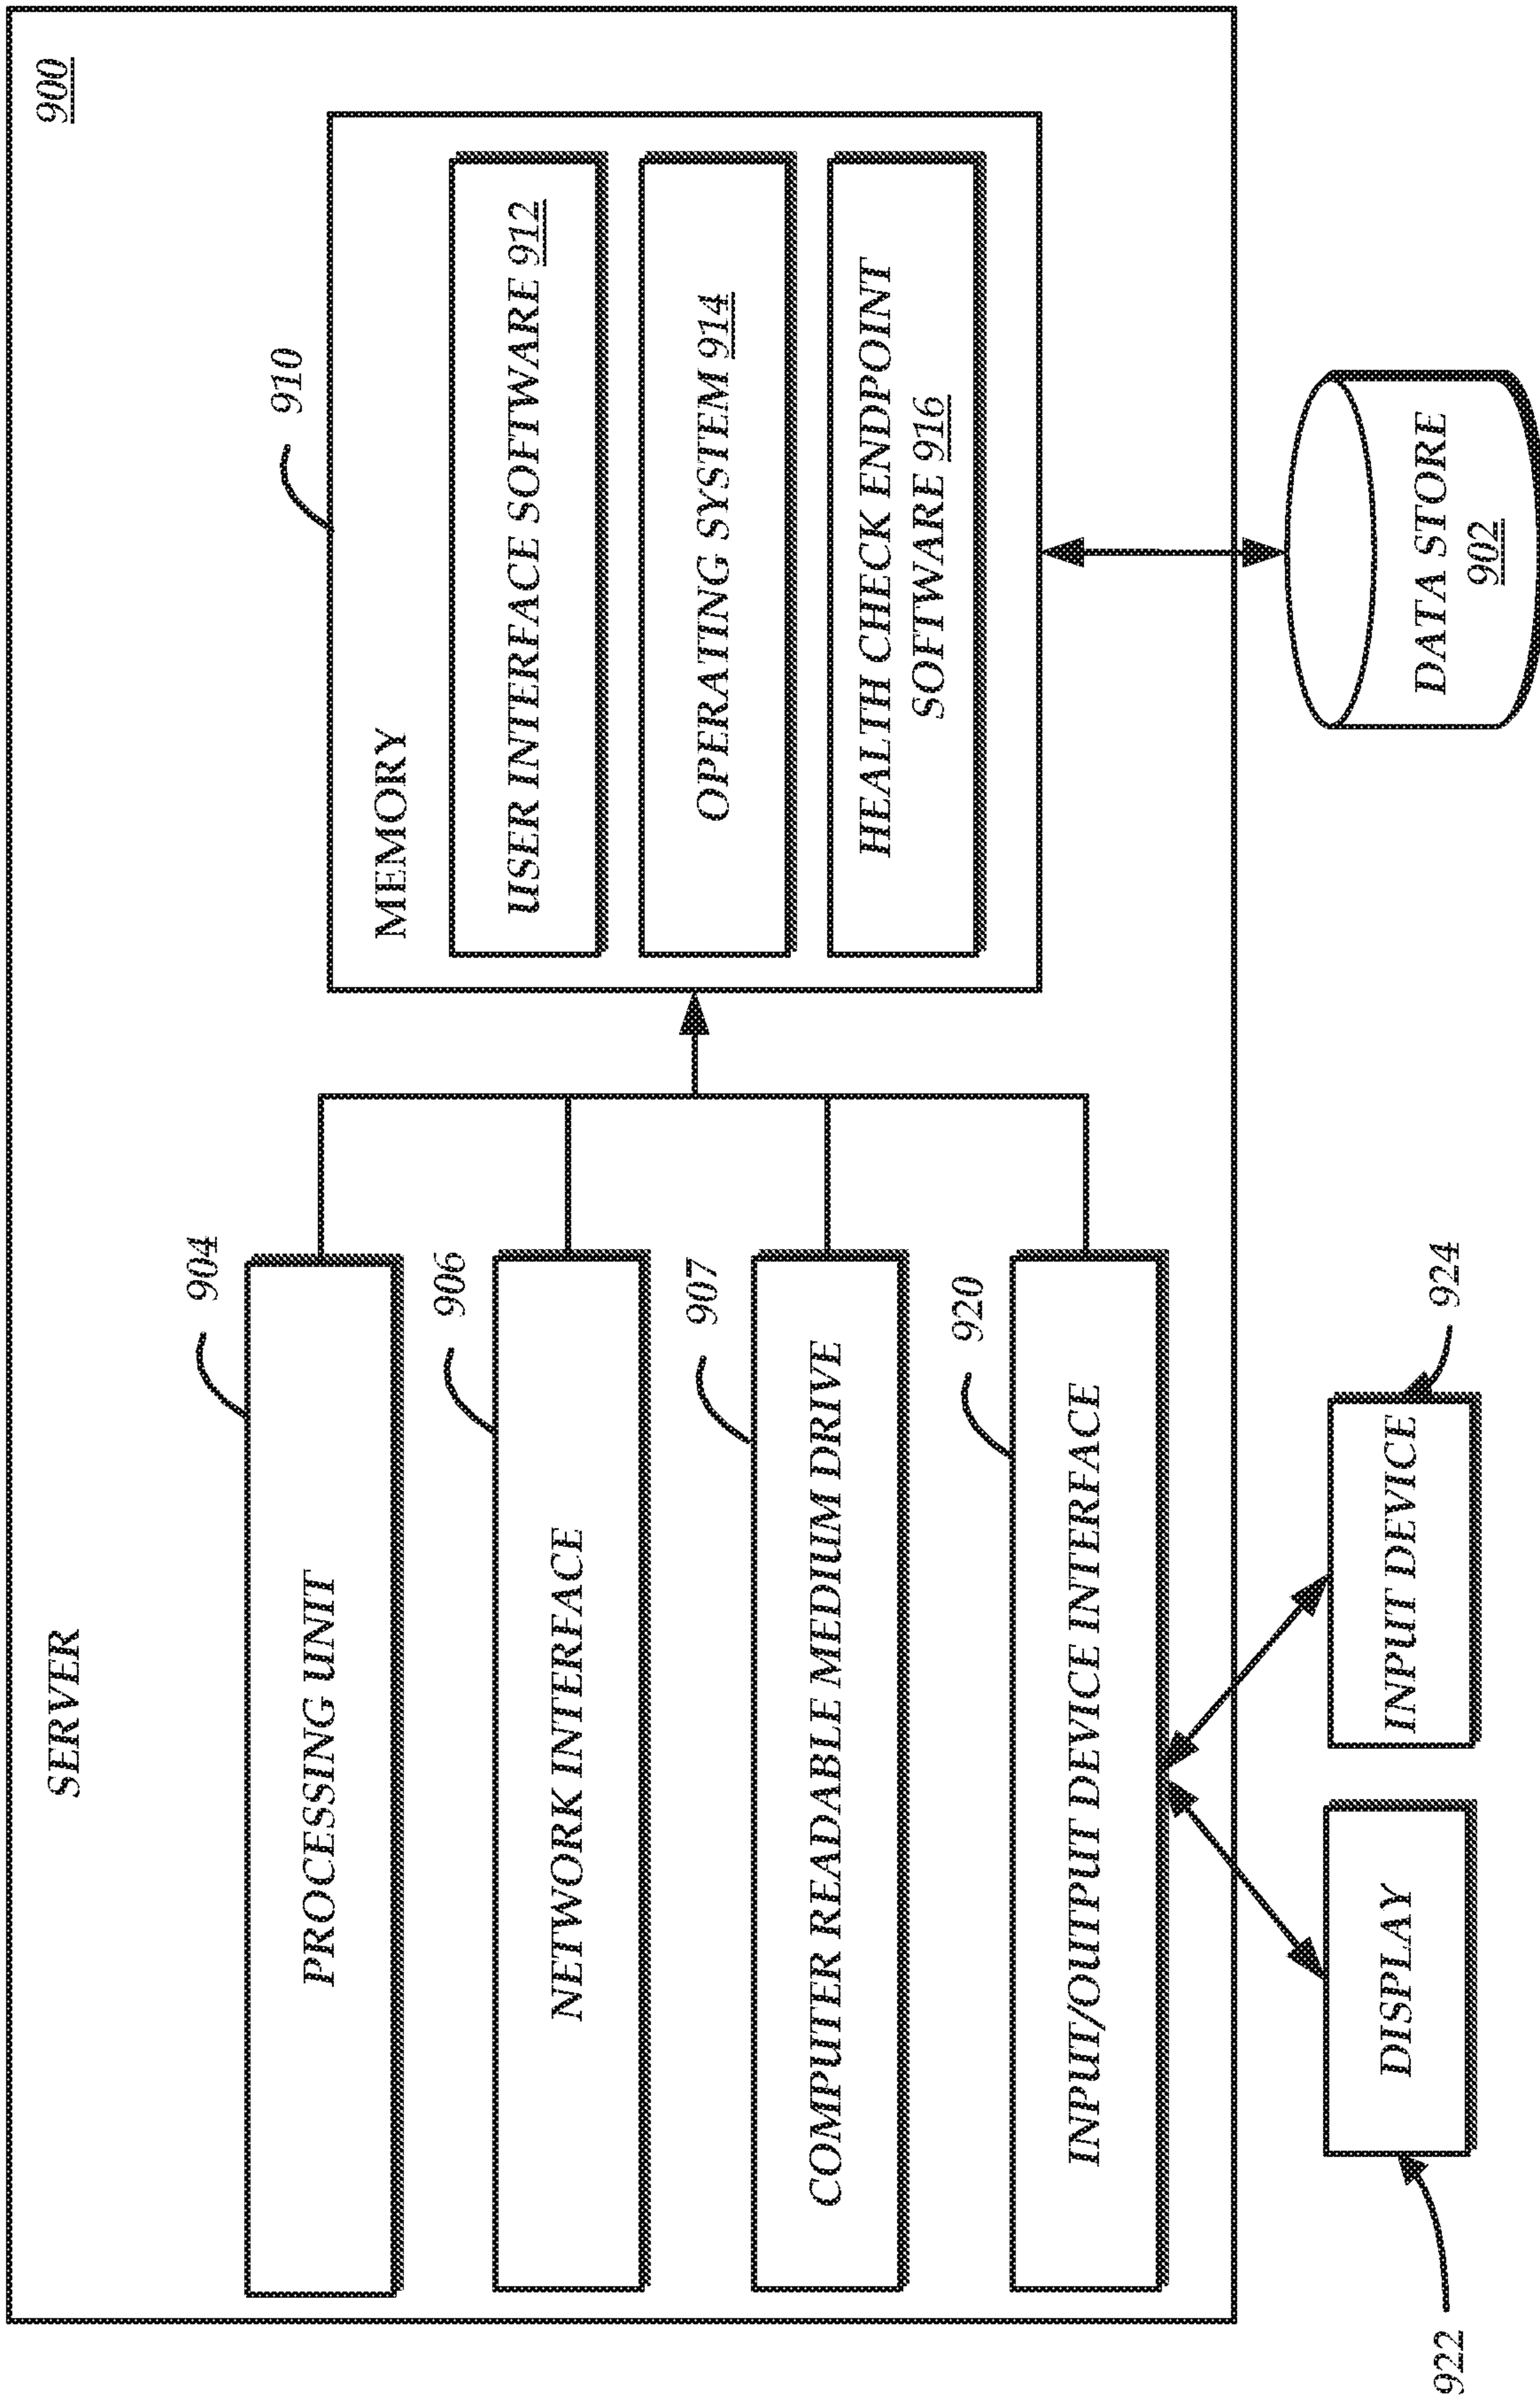 SERVER
900
904
PROCESSING UNIT
906
NETWORK INTERFACE
907
COMPUTER READABLE MEDIUM DRIVE
920
INPUT/OUTPUT DEVICE INTERFACE
910
MEMORY
USER INTERFACE SOFTWARE 912
OPERATING SYSTEM 914
HEALTH CHECK ENDPOINT
SOFTWARE 916
922
DISPLAY
INPUT DEVICE
924
DATA STORE
902